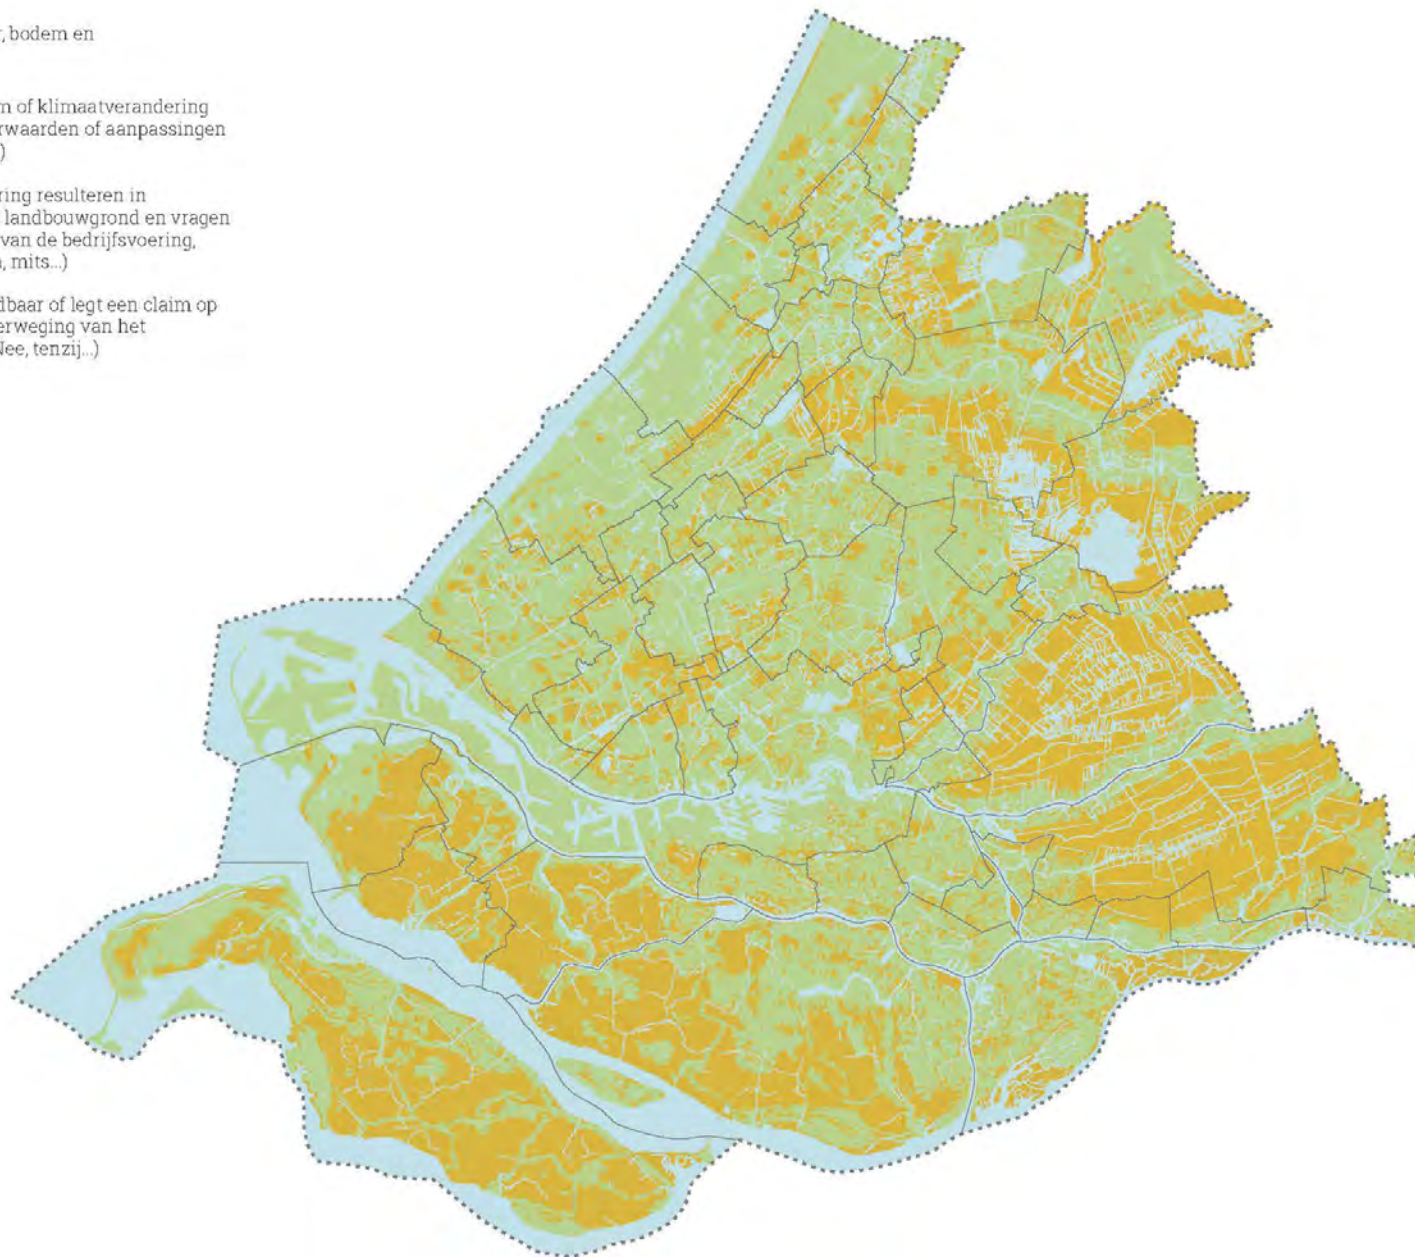 , bodem en
n of klimaatverandering
rwaarden of aanpassingen
)
ring resulteren in
landbouwgrond en vragen
van de bedrijfsvoering,
, mits...)
dbaar of legt een claim op
erweging van het
Nee, tenzij...)